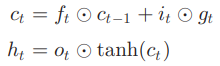 c_t = f_t ⊙ c_{t−1} + i_t ⊙ g_t
h_t = o_t ⊙ tanh(c_t)